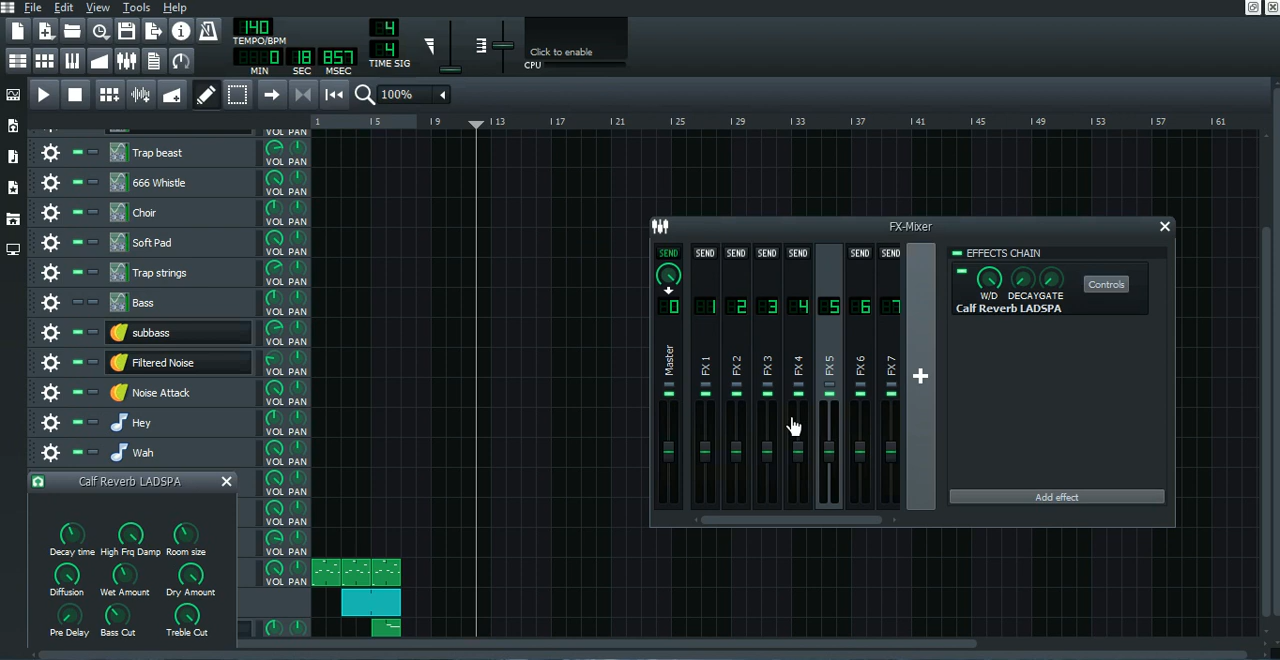 File Edit View Tools Help
140
TEMPO/BPM
0 18 857
MIN SEC MSEC
4
4
TIME SIG
Click to enable
CPU
100%
1 5 9 13 17 21 25 29 33 37 41 45 49 53 57 61
VOL PAN
Trap beast
VOL PAN
666 Whistle
VOL PAN
Choir
VOL PAN
Soft Pad
VOL PAN
Trap strings
VOL PAN
Bass
VOL PAN
subbass
VOL PAN
Filtered Noise
VOL PAN
Noise Attack
VOL PAN
Hey
VOL PAN
Wah
VOL PAN
VOL PAN
VOL PAN
VOL PAN
VOL PAN
FX-Mixer
SEND SEND SEND SEND SEND SEND SEND
0 1 2 3 4 5 6 7
Master FX 1 FX 2 FX 3 FX 4 FX 5 FX 6 FX 7
EFFECTS CHAIN
W/D DECAY GATE
Controls
Calf Reverb LADSPA
Add effect
Calf Reverb LADSPA
Decay time High Frq Damp Room size
Diffusion Wet Amount Dry Amount
Pre Delay Bass Cut Treble Cut